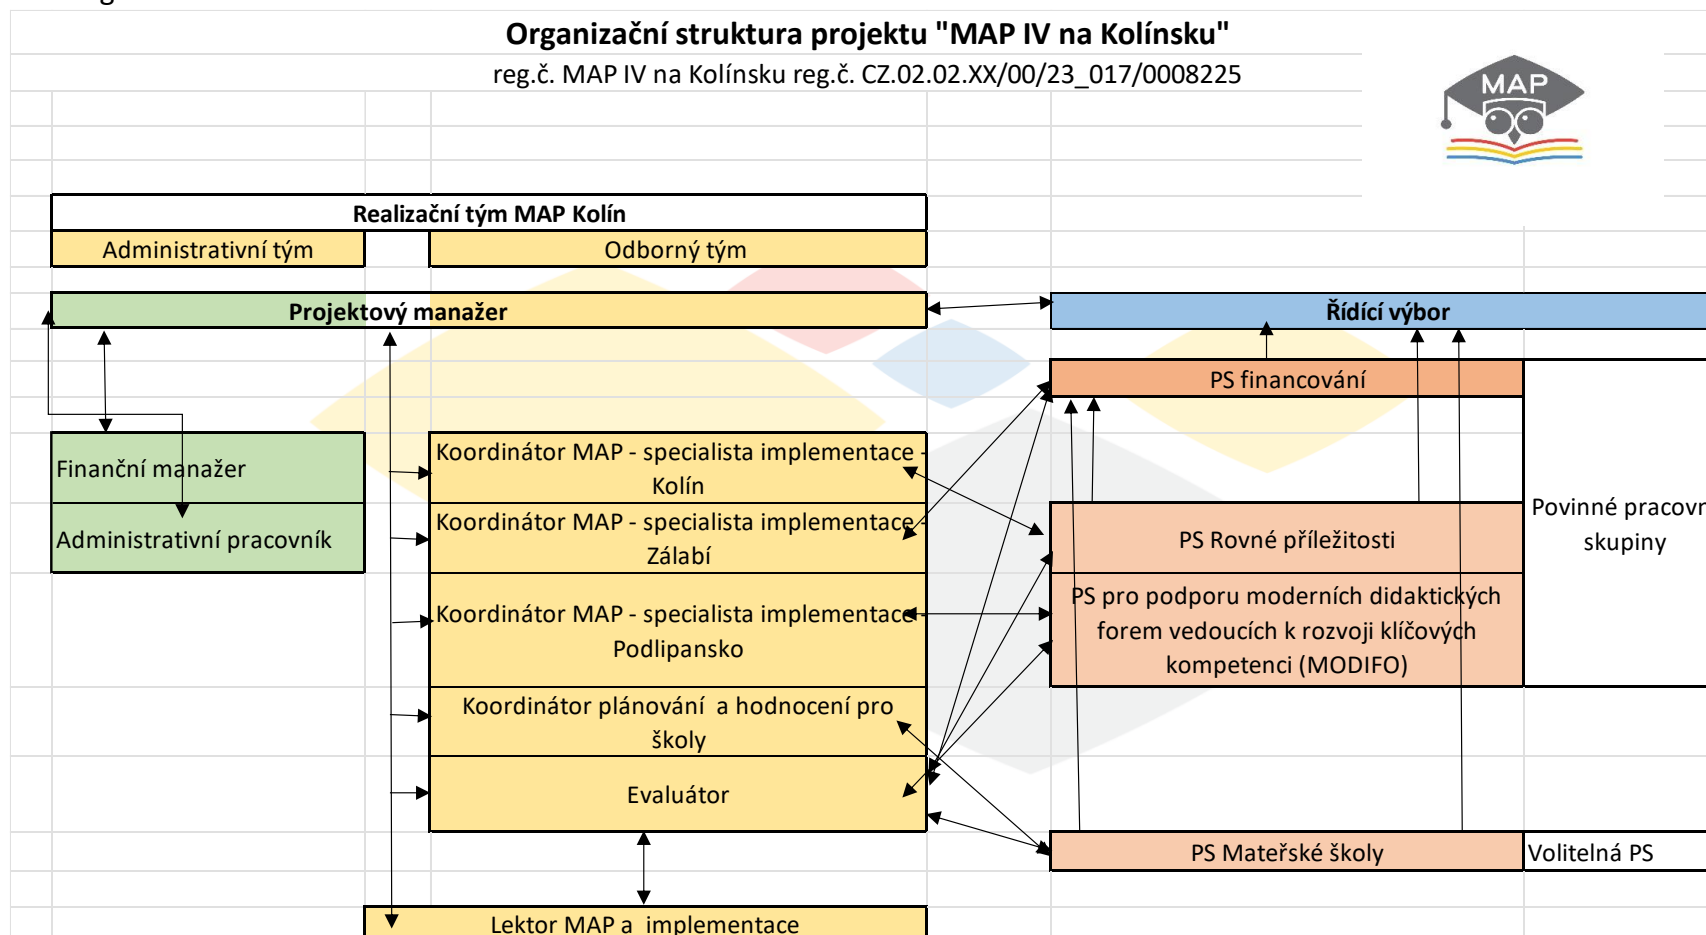 Organizační struktura projektu "MAP IV na Kolínsku"
reg.č. MAP IV na Kolínsku reg.č. CZ.02.02.XX/00/23_017/0008225
MAP
Realizační tým MAP Kolín
Administrativní tým
Odborný tým
Projektový manažer
Řídící výbor
PS financování
Finanční manažer
Administrativní pracovník
Koordinátor MAP - specialista implementace -
Kolín
Koordinátor MAP - specialista implementace -
Zálabí
Koordinátor MAP - specialista implementace -
Podlipansko
Koordinátor plánování a hodnocení pro
školy
Evaluátor
PS Rovné příležitosti
PS pro podporu moderních didaktických
forem vedoucích k rozvoji klíčových
kompetenci (MODIFO)
Povinné pracovn
skupiny
PS Mateřské školy
Volitelná PS
Lektor MAP a implementace